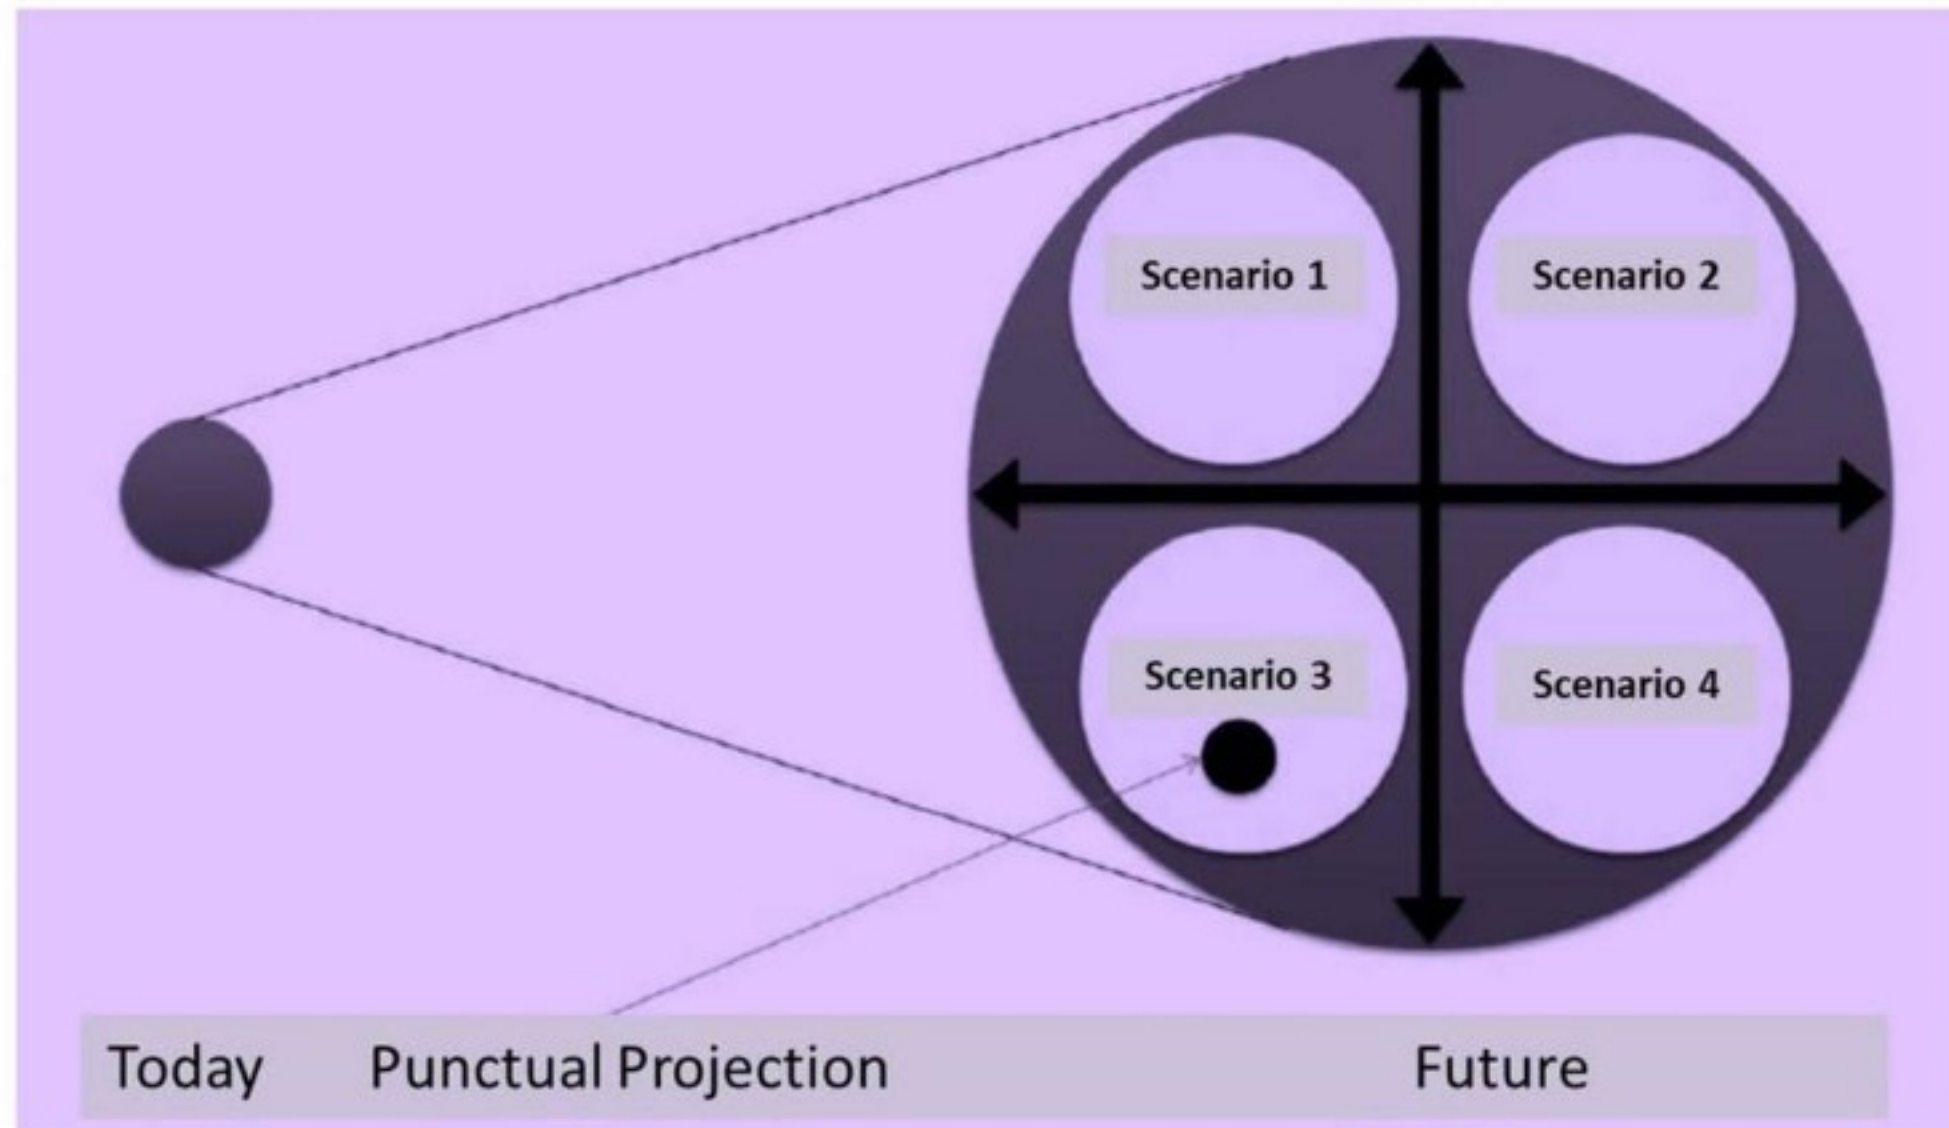 Scenario 1
Scenario 2
Scenario 3
Scenario 4
Today
Punctual Projection
Future